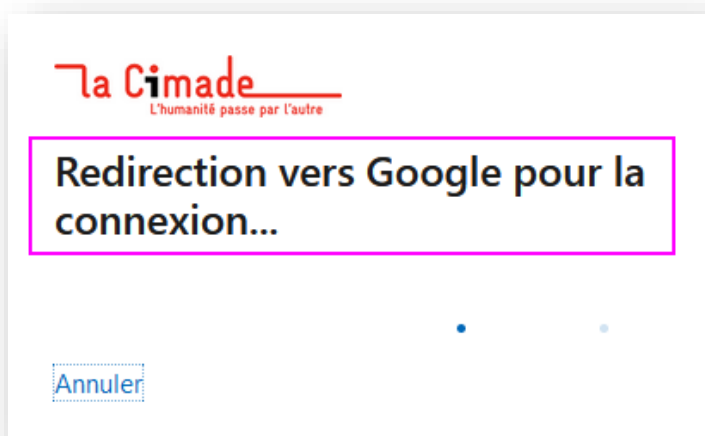 la Cimade
L'humanité passe par l'autre
Redirection vers Google pour la
connexion...
Annuler